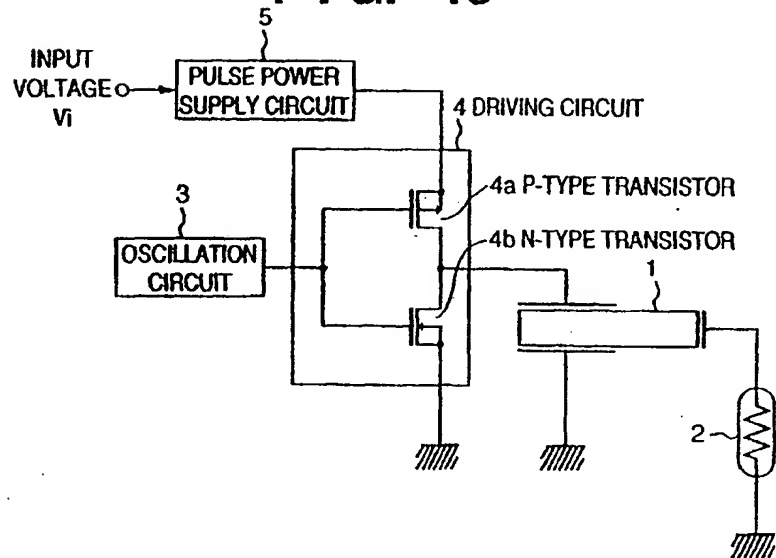 5
INPUT
VOLTAGE
Vi
PULSE POWER
SUPPLY CIRCUIT
4 DRIVING CIRCUIT
4a P-TYPE TRANSISTOR
3
4b N-TYPE TRANSISTOR
OSCILLATION
CIRCUIT
1
2